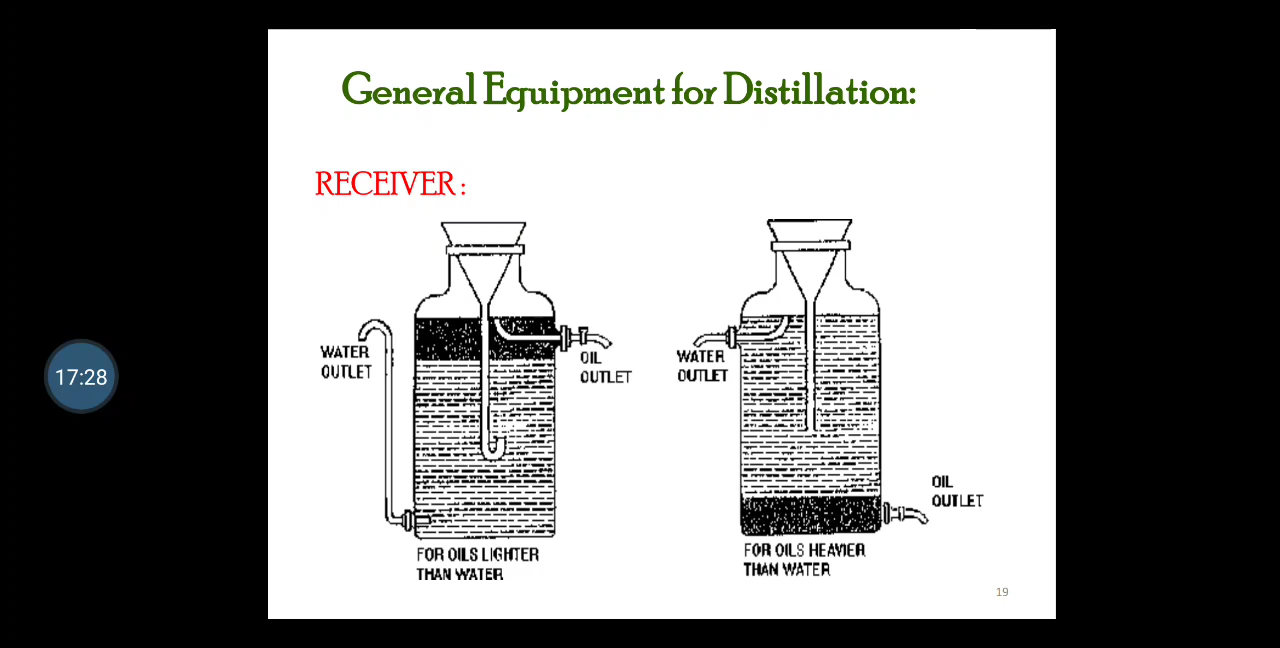 General Equipment for Distillation:
RECEIVER :
17:28
WATER
OUTLET
OIL
OUTLET
FOR OILS LIGHTER
THAN WATER
WATER
OUTLET
OIL
OUTLET
FOR OILS HEAVIER
THAN WATER
19